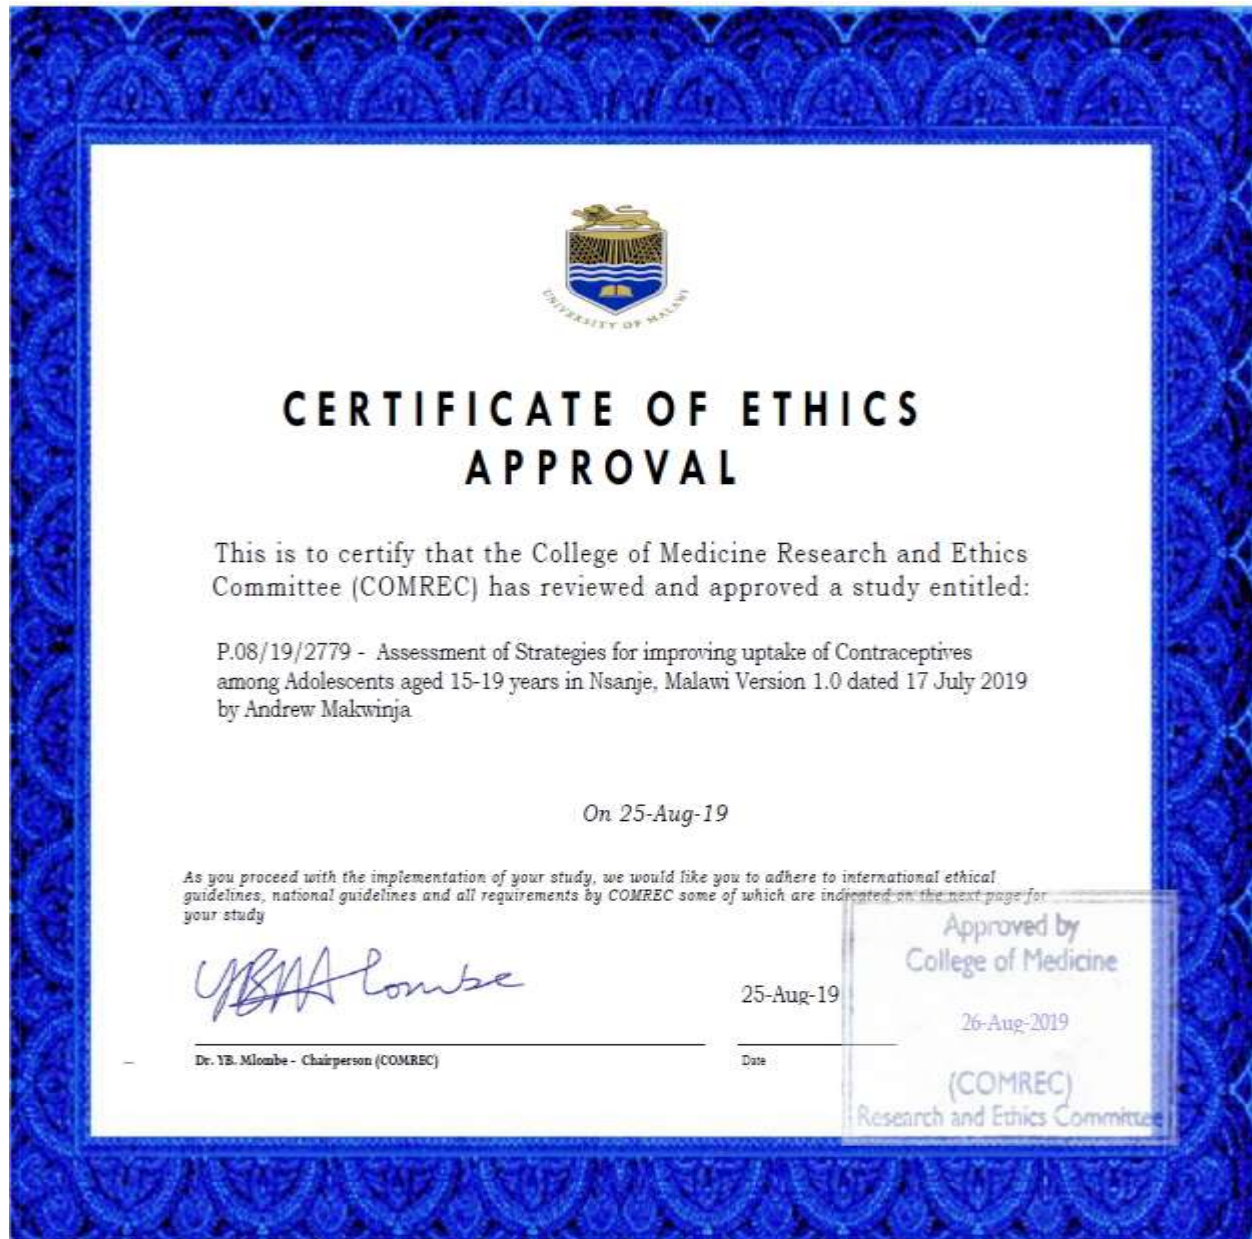 UNIVERSITY OF MALAWI
CERTIFICATE OF ETHICS
APPROVAL
This is to certify that the College of Medicine Research and Ethics
Committee (COMREC) has reviewed and approved a study entitled:
P.08/19/2779 - Assessment of Strategies for improving uptake of Contraceptives
among Adolescents aged 15-19 years in Nsanje, Malawi Version 1.0 dated 17 July 2019
by Andrew Makwinja
On 25-Aug-19
As you proceed with the implementation of your study, we would like you to adhere to international ethical
guidelines, national guidelines and all requirements by COMREC some of which are indicated on the next page for
your study
25-Aug-19
Dr. YB. Mlombe - Chairperson (COMREC)
Date
Approved by
College of Medicine
26-Aug-2019
(COMREC)
Research and Ethics Committee